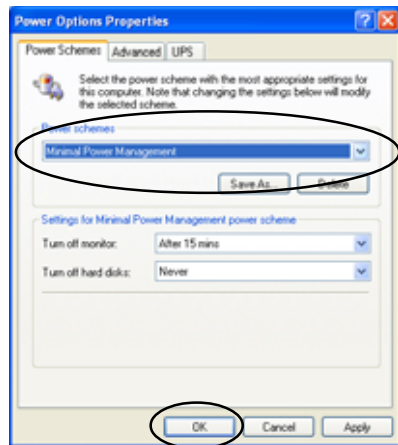 Power Options Properties
Power Schemes Advanced UPS
Select the power scheme with the most appropriate settings for
this computer. Note that changing the settings below will modify
the selected scheme.
Power schemes
Minimal Power Management
Save As... Delete
Settings for Minimal Power Management power scheme
Turn off monitor: After 15 mins
Turn off hard disks: Never
OK Cancel Apply